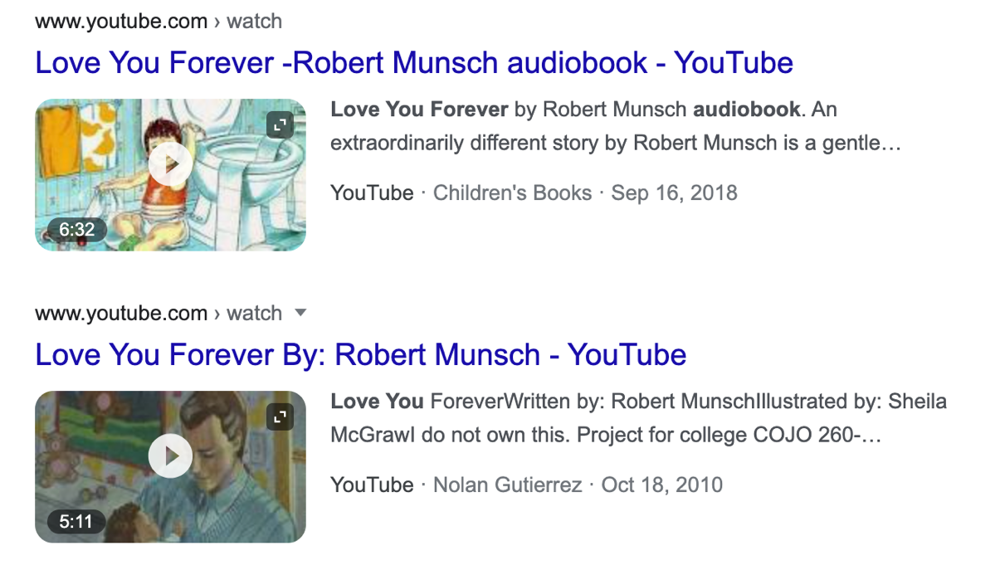 www.youtube.com › watch
Love You Forever -Robert Munsch audiobook - YouTube
Love You Forever by Robert Munsch audiobook. An
extraordinarily different story by Robert Munsch is a gentle...
YouTube · Children's Books · Sep 16, 2018
6:32
www.youtube.com › watch
Love You Forever By: Robert Munsch - YouTube
Love You ForeverWritten by: Robert MunschIllustrated by: Sheila
McGrawI do not own this. Project for college COJO 260-...
YouTube · Nolan Gutierrez · Oct 18, 2010
5:11